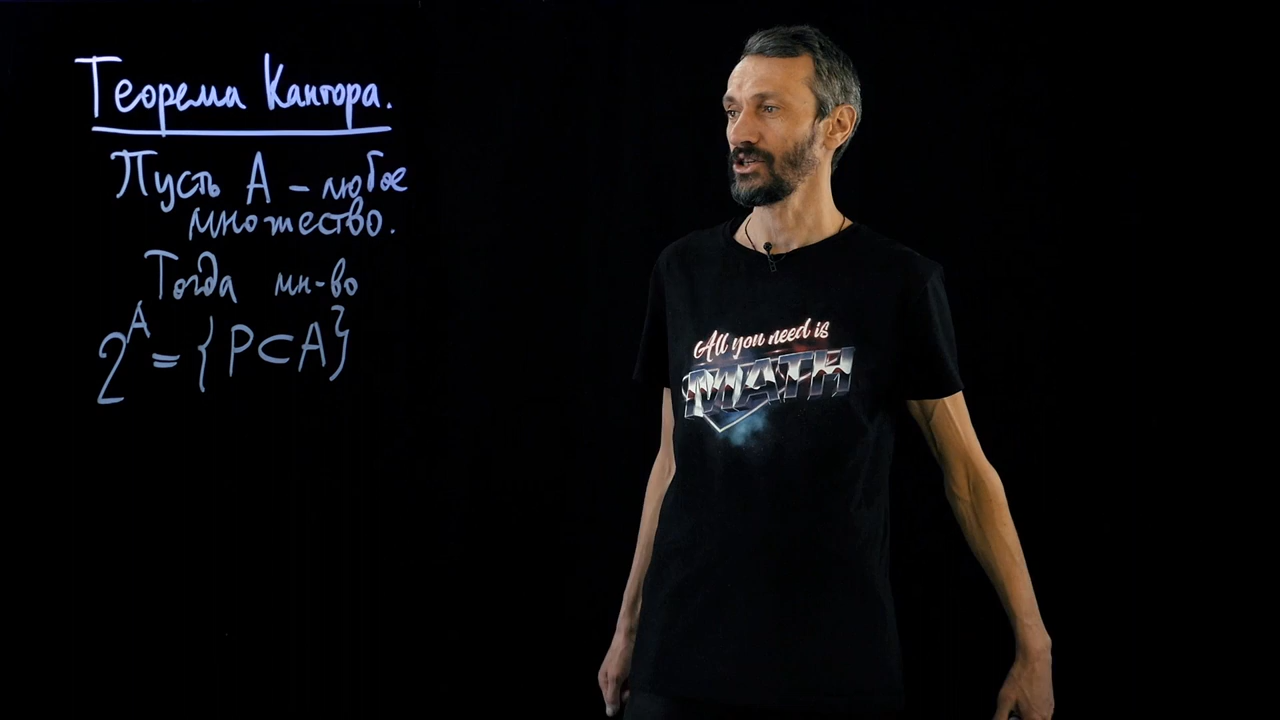 Теорема Кантора.
Пусть A – любое
множество.
Тогда мн-во
2^A = { P ⊂ A }
All you need is
MATH